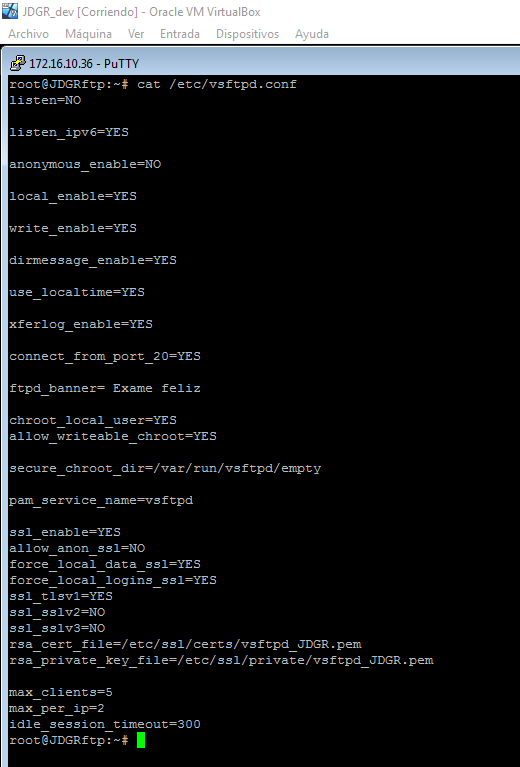 JDGR_dev [Corriendo] - Oracle VM VirtualBox
Archivo Máquina Ver Entrada Dispositivos Ayuda
172.16.10.36 - PuTTY
root@JDGRftp:~# cat /etc/vsftpd.conf
listen=NO
listen_ipv6=YES
anonymous_enable=NO
local_enable=YES
write_enable=YES
dirmessage_enable=YES
use_localtime=YES
xferlog_enable=YES
connect_from_port_20=YES
ftpd_banner= Exame feliz
chroot_local_user=YES
allow_writeable_chroot=YES
secure_chroot_dir=/var/run/vsftpd/empty
pam_service_name=vsftpd
ssl_enable=YES
allow_anon_ssl=NO
force_local_data_ssl=YES
force_local_logins_ssl=YES
ssl_tlsv1=YES
ssl_sslv2=NO
ssl_sslv3=NO
rsa_cert_file=/etc/ssl/certs/vsftpd_JDGR.pem
rsa_private_key_file=/etc/ssl/private/vsftpd_JDGR.pem
max_clients=5
max_per_ip=2
idle_session_timeout=300
root@JDGRftp:~#